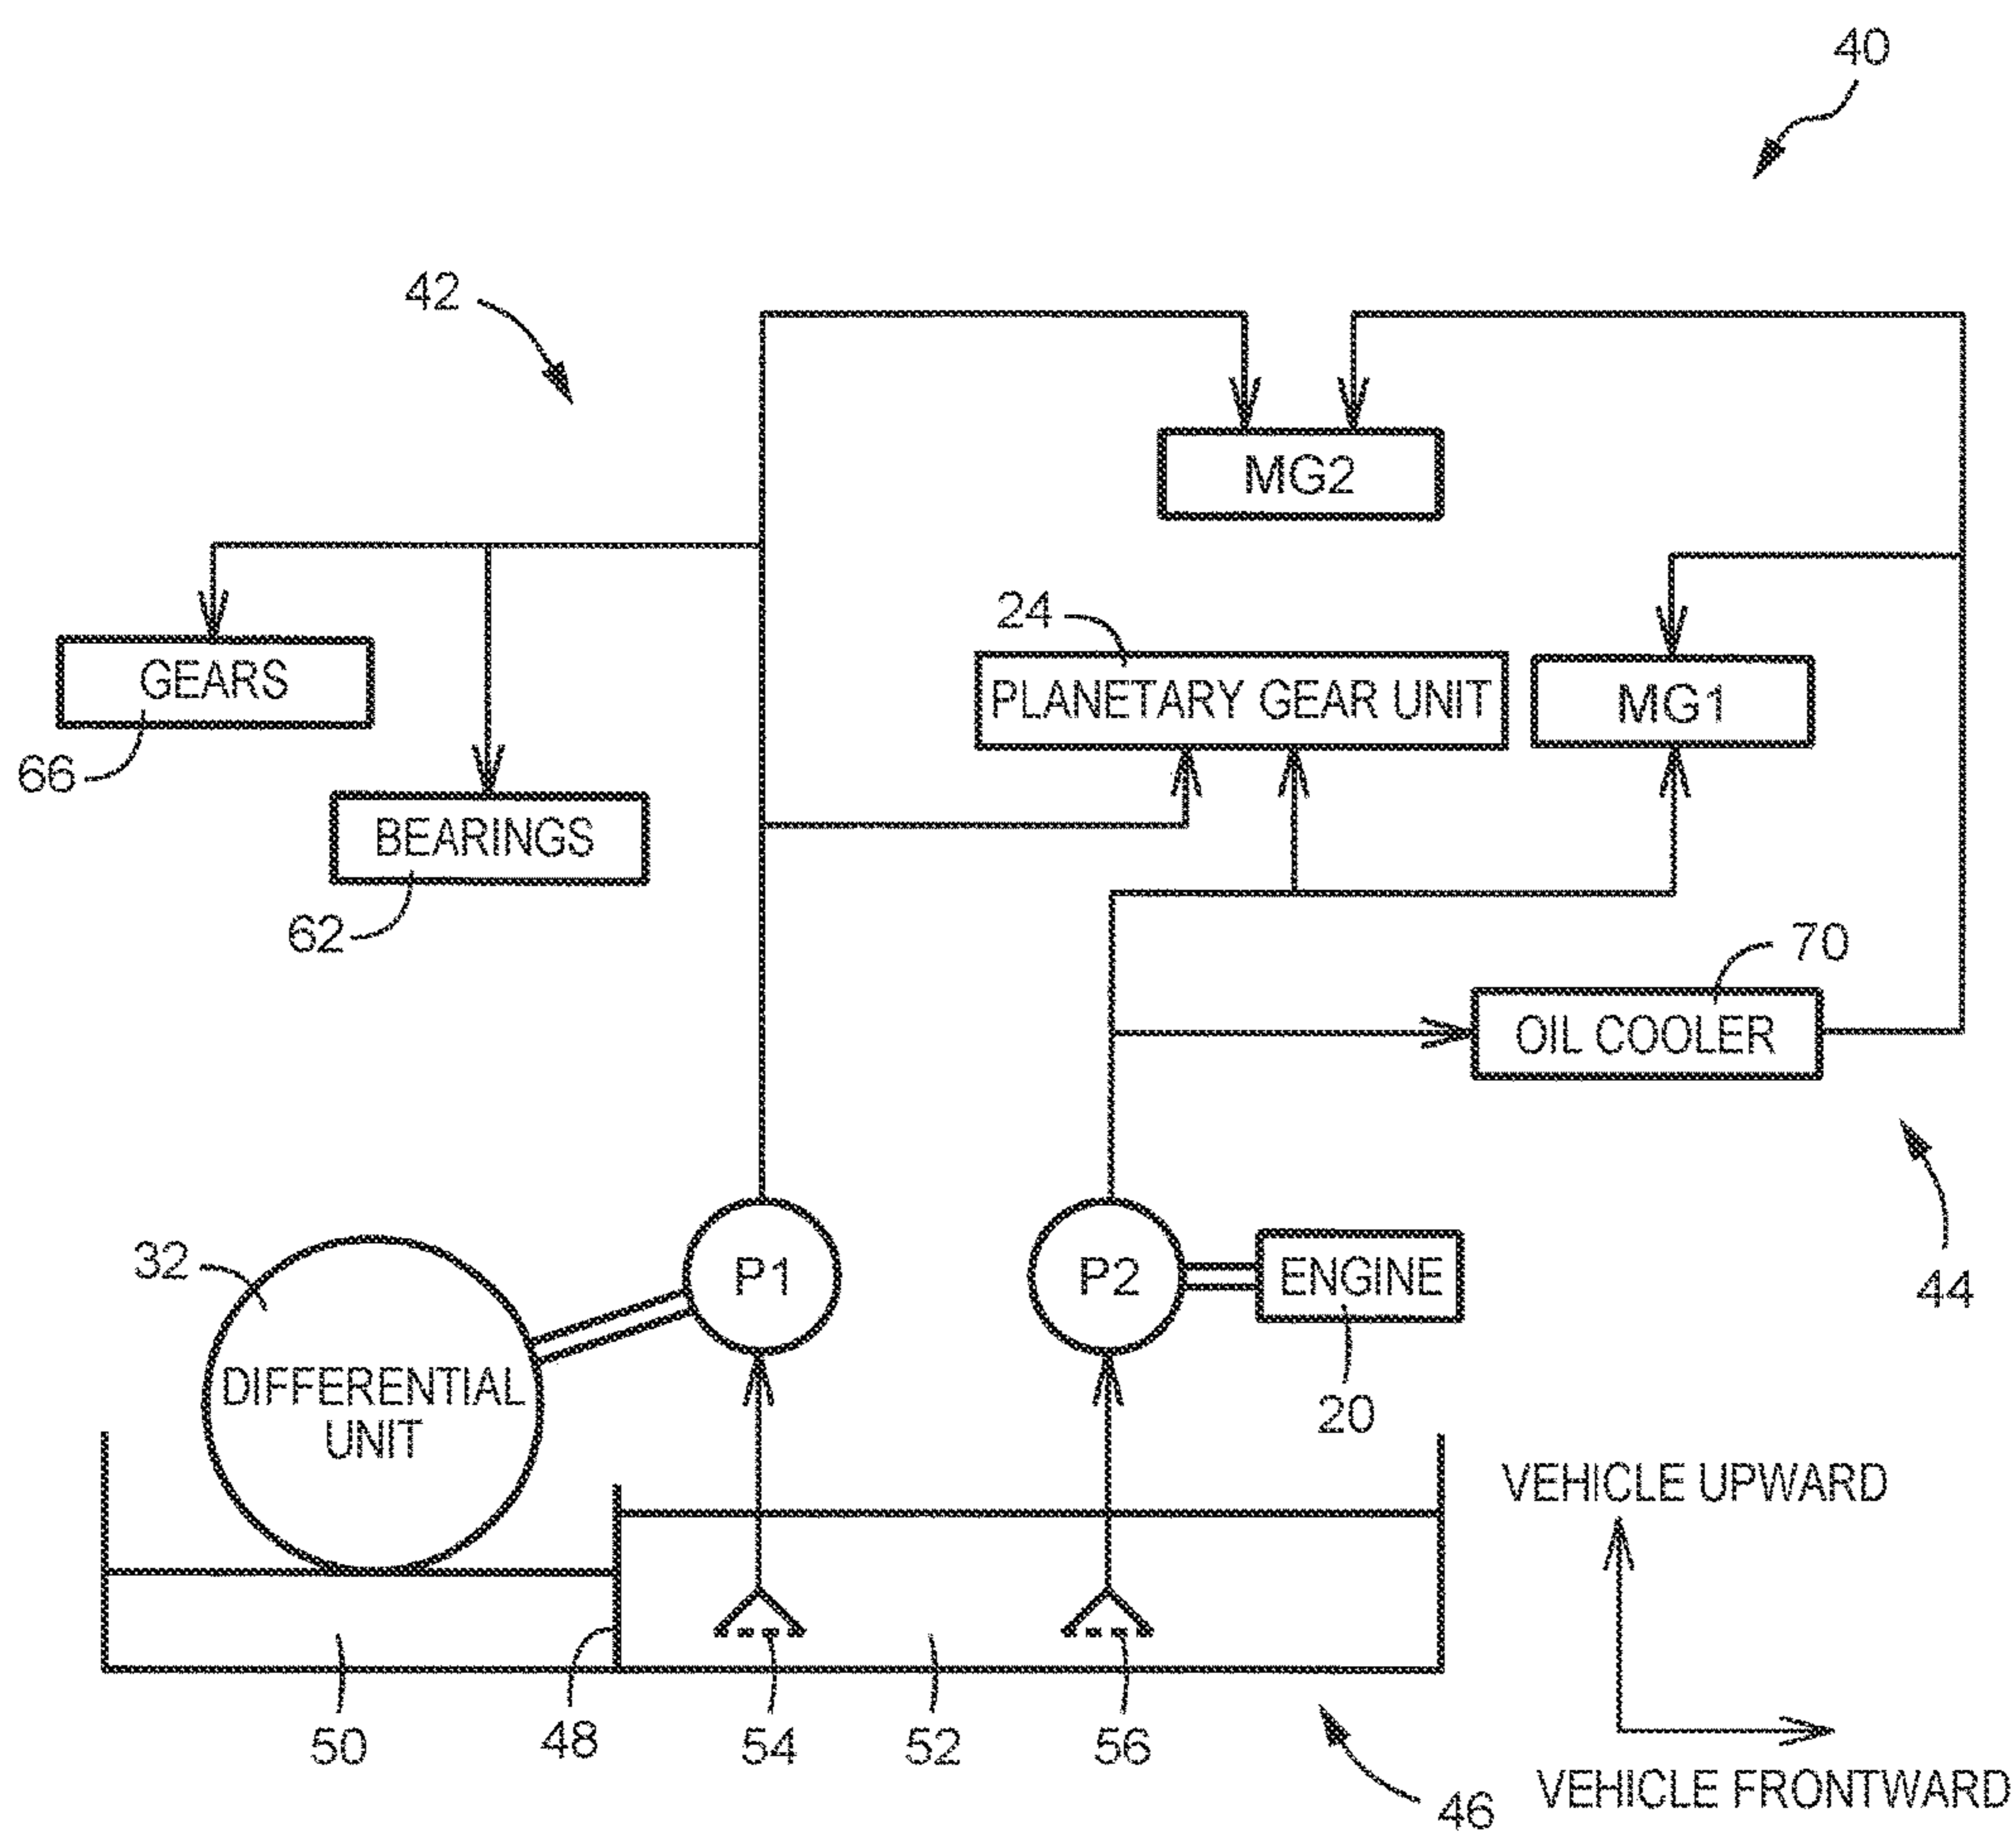 40
42
MG2
24
GEARS
PLANETARY GEAR UNIT
MG1
66
BEARINGS
62
70
OIL COOLER
32
P1
P2
ENGINE
44
DIFFERENTIAL
UNIT
20
VEHICLE UPWARD
50
48
54
52
56
46
VEHICLE FRONTWARD